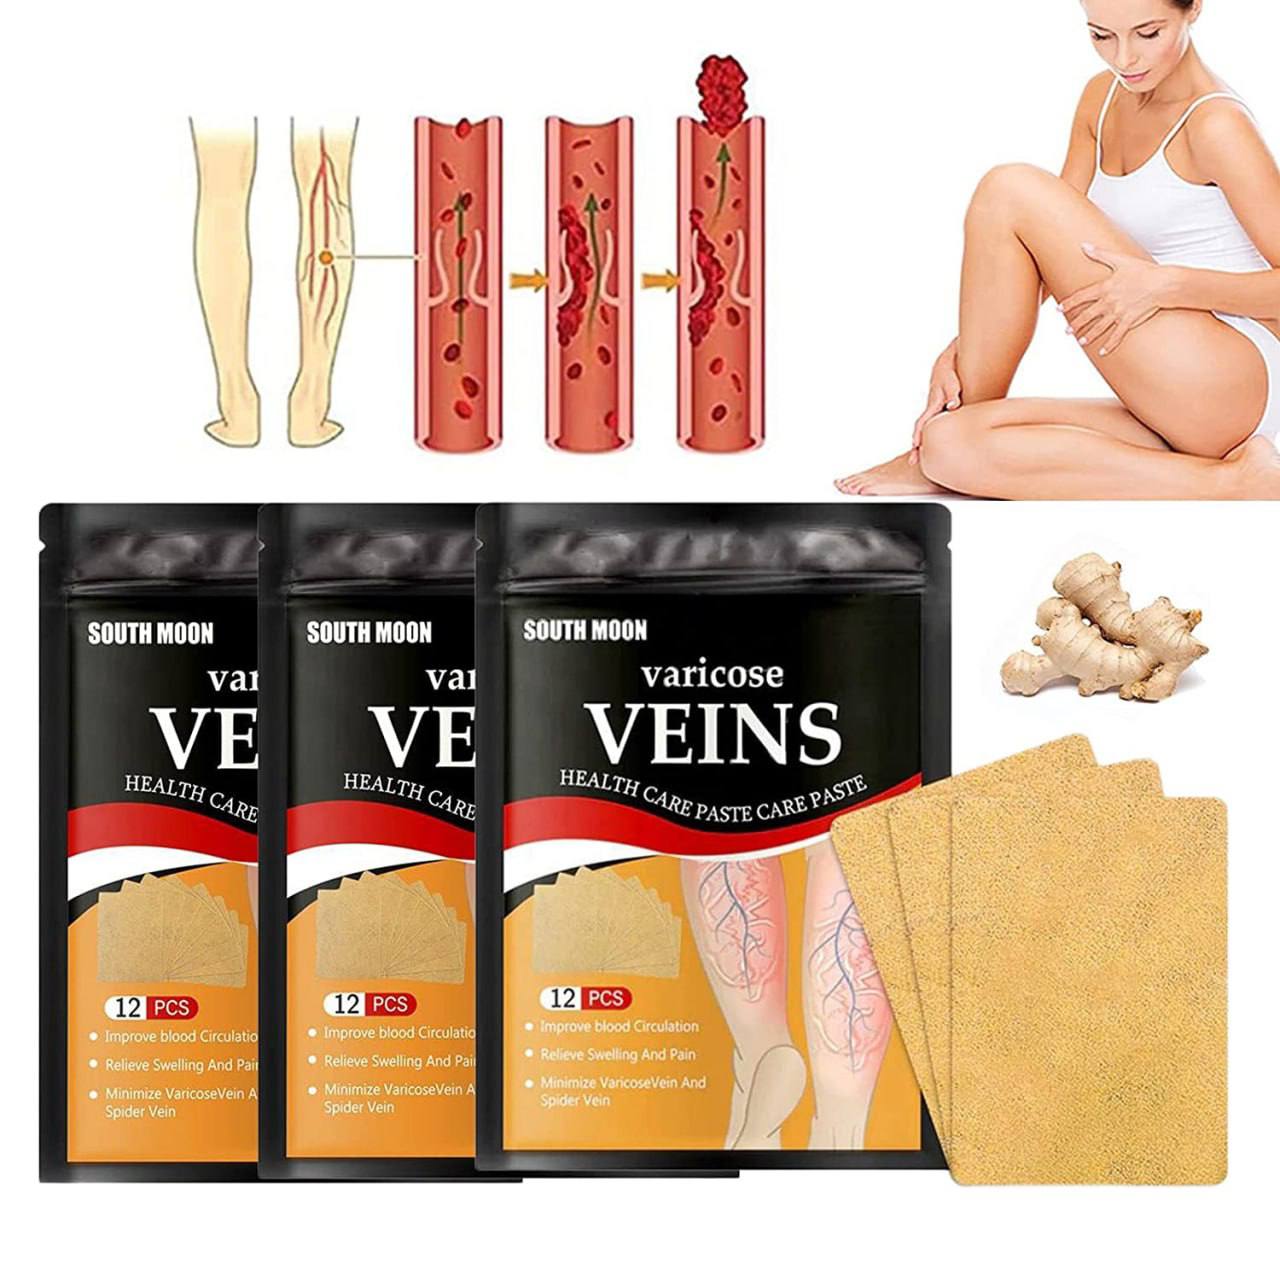 SOUTH MOON
var
VE
HEALTH CARE
12 PCS
Improve blood Circulatio
Relieve Swelling And Pai
Minimize VaricoseVein A
Spider Vein
SOUTH MOON
var
VE
HEALTH CARE
12 PCS
Improve blood Circulatio
Relieve Swelling And Pai
Minimize VaricoseVein A
Spider Vein
SOUTH MOON
varicose
VEINS
HEALTH CARE PASTE CARE PASTE
12 PCS
Improve blood Circulation
Relieve Swelling And Pain
Minimize VaricoseVein And
Spider Vein